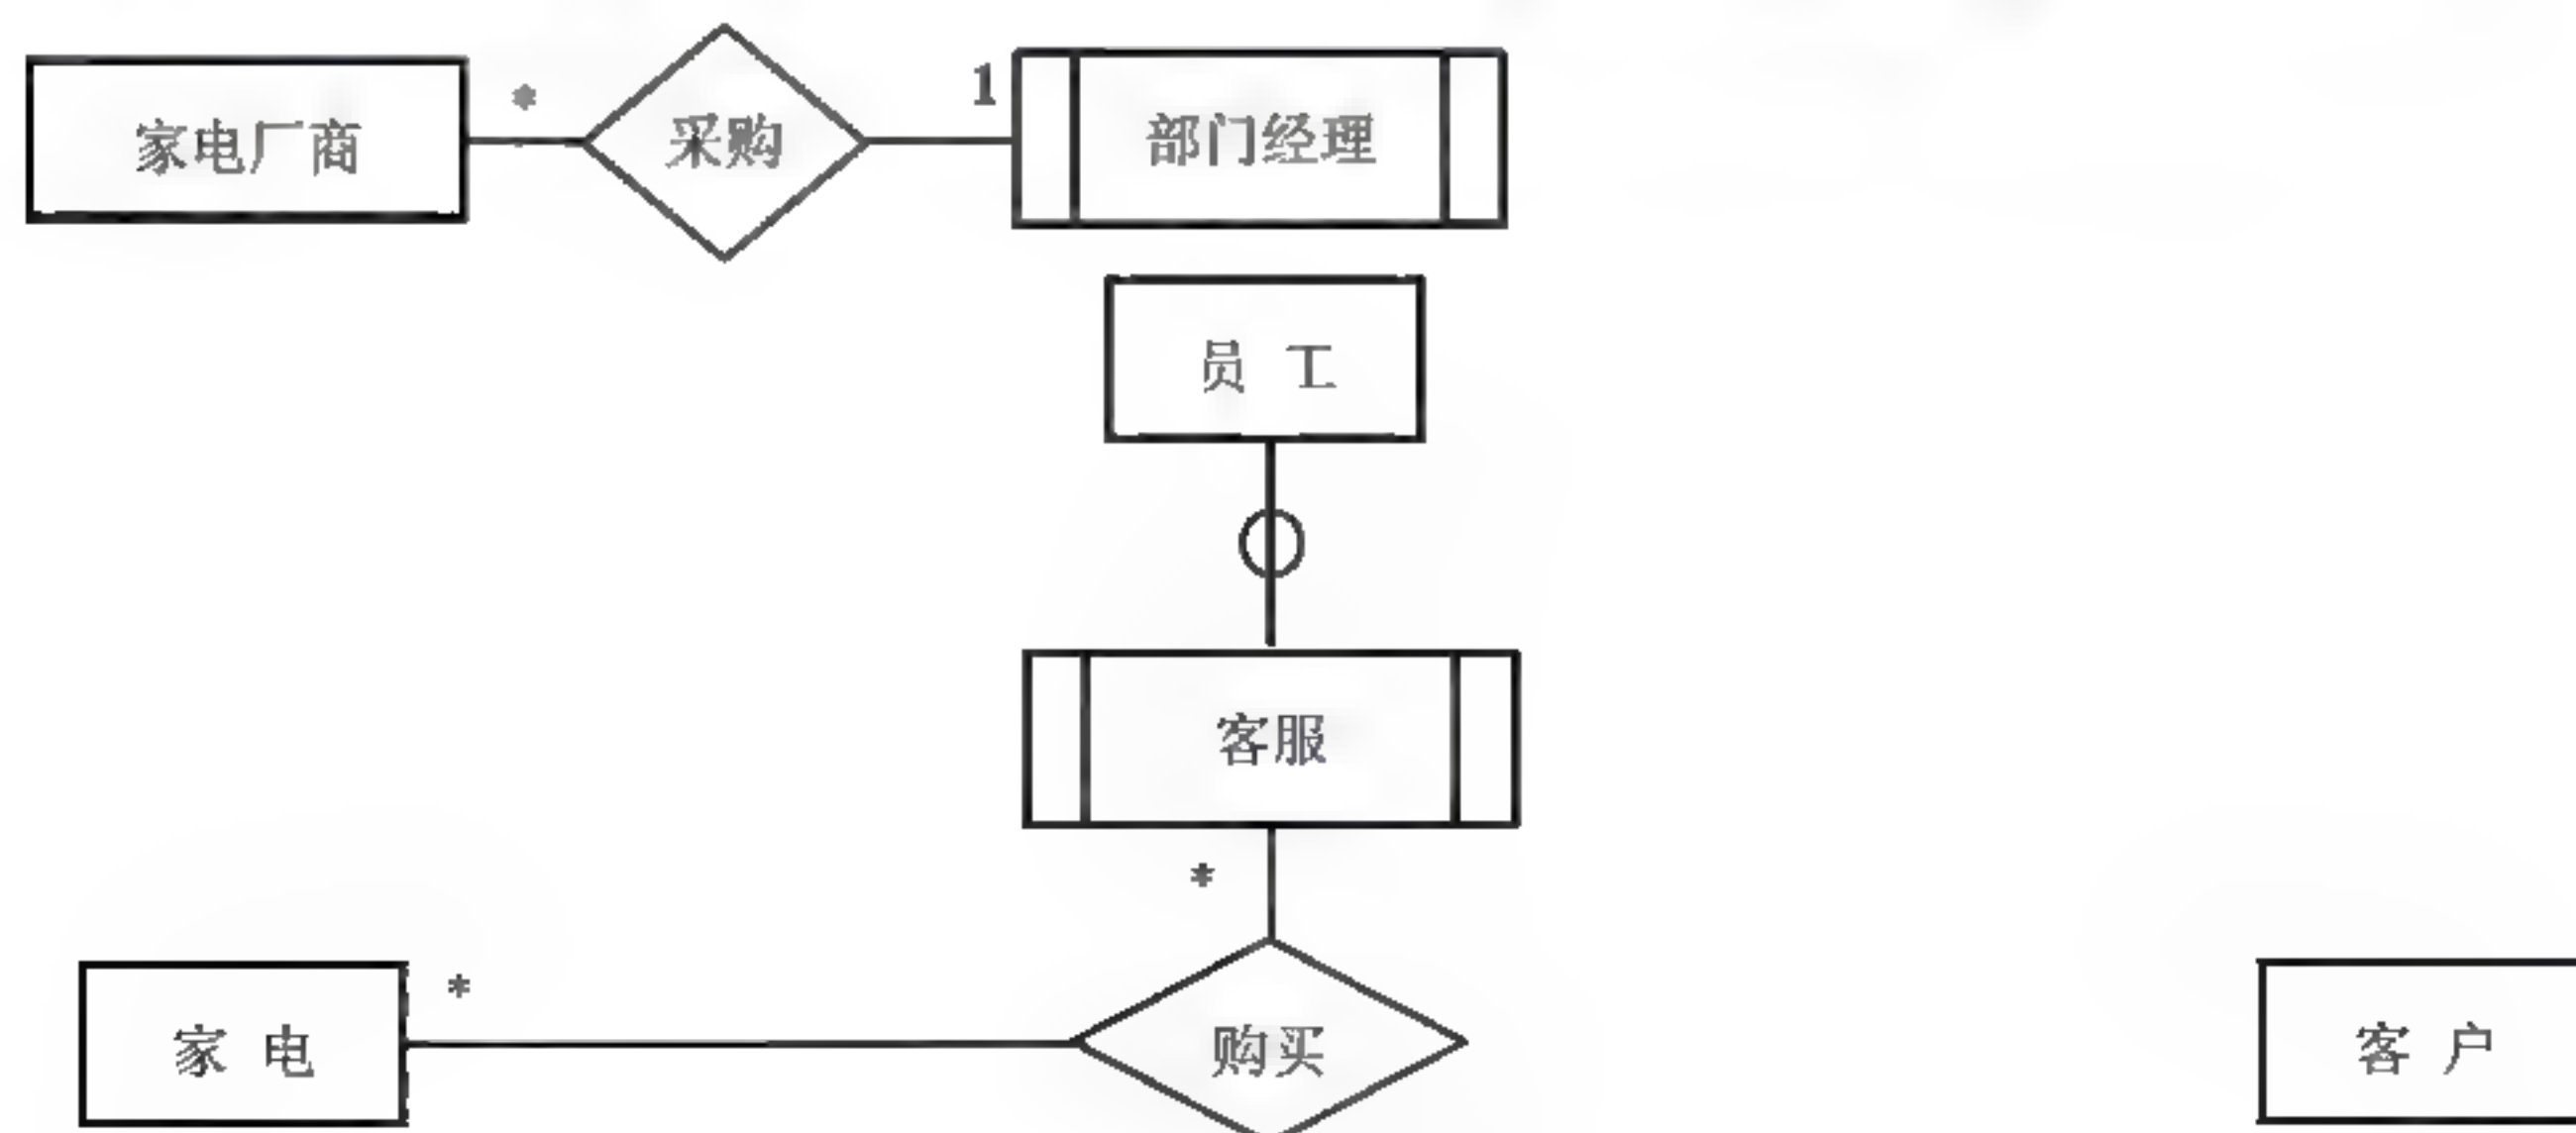 家电厂商 * 采购 1 部门经理
员 工
客服
*
家 电 * 购买 客 户